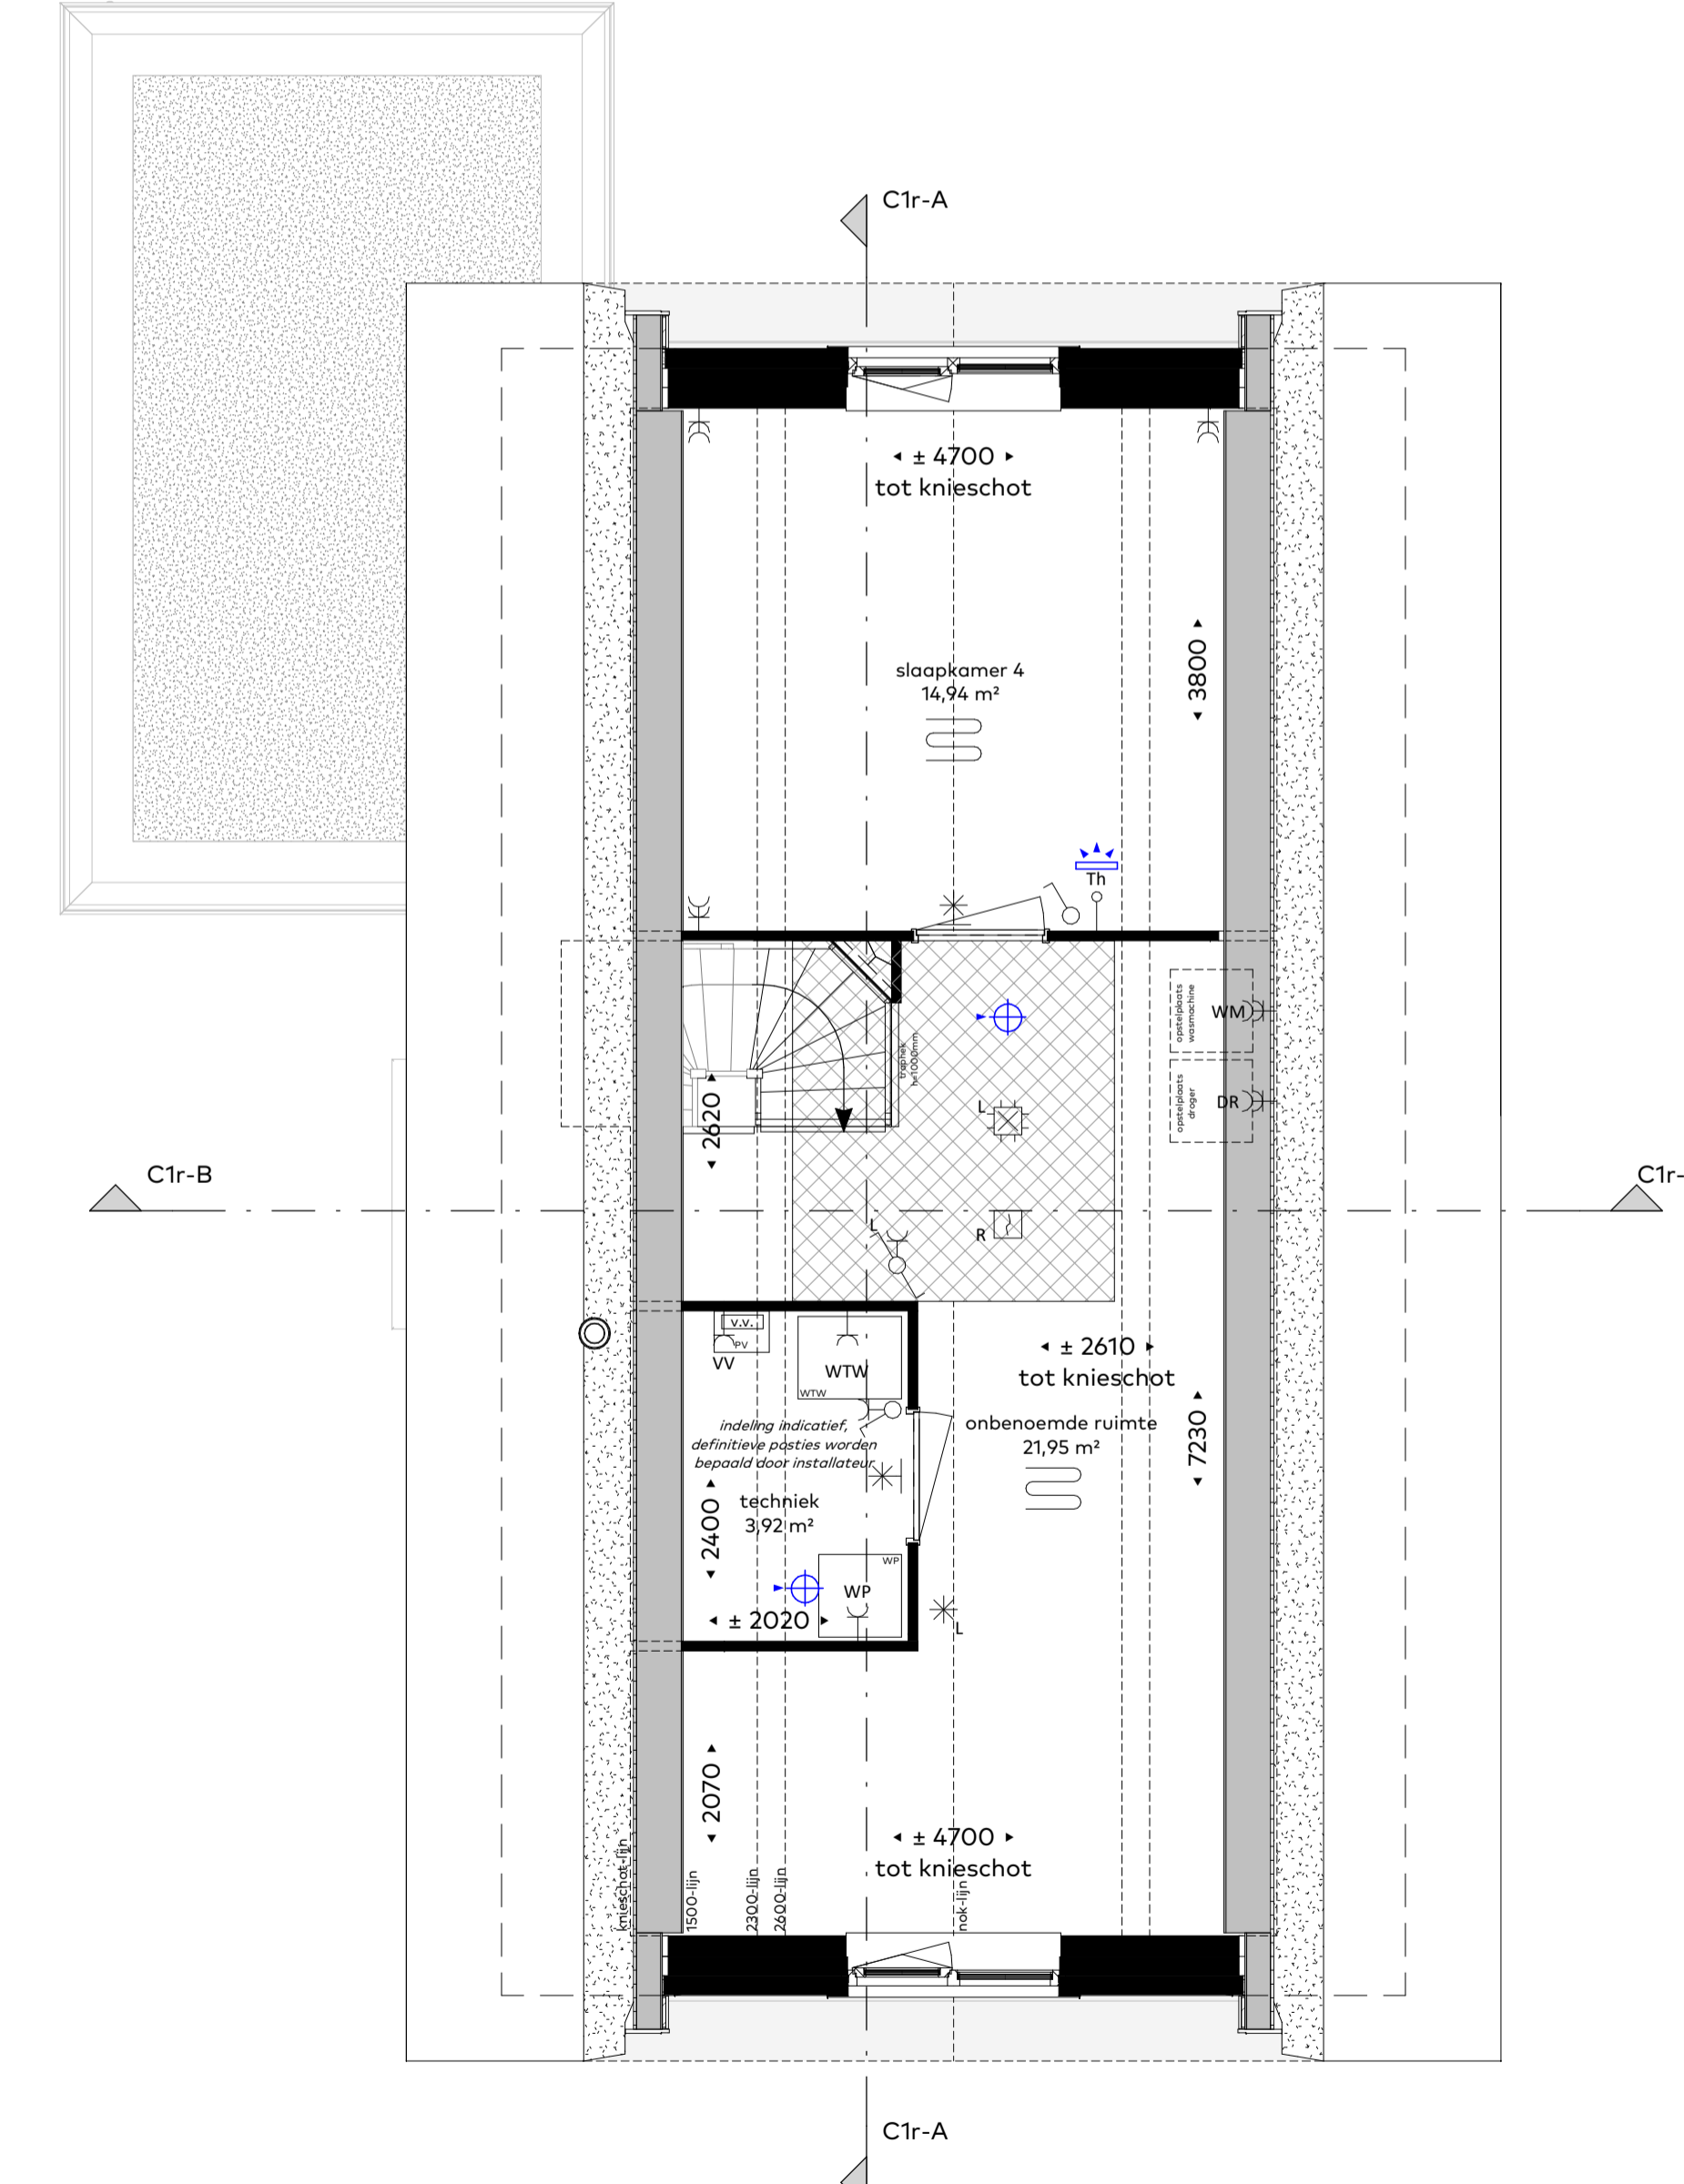 C1r-A
± 4700
tot knieschot
slaapkamer 4
14,94 m²
3800
Th
opstelplaats
wasmachine
WM
traphek
h=1000mm
opstelplaats
droger
DR
L
2620
C1r-B
C1r-
L
R
v.v.
PV
VV
WTW
WTW
± 2610
tot knieschot
onbenoemde ruimte
21,95 m²
7230
indeling indicatief,
definitieve posties worden
bepaald door installateur
techniek
3,92 m²
2400
WP
WP
± 2020
L
2070
± 4700
tot knieschot
knieschot-lijn
1500-lijn
2300-lijn
2600-lijn
nok-lijn
C1r-A